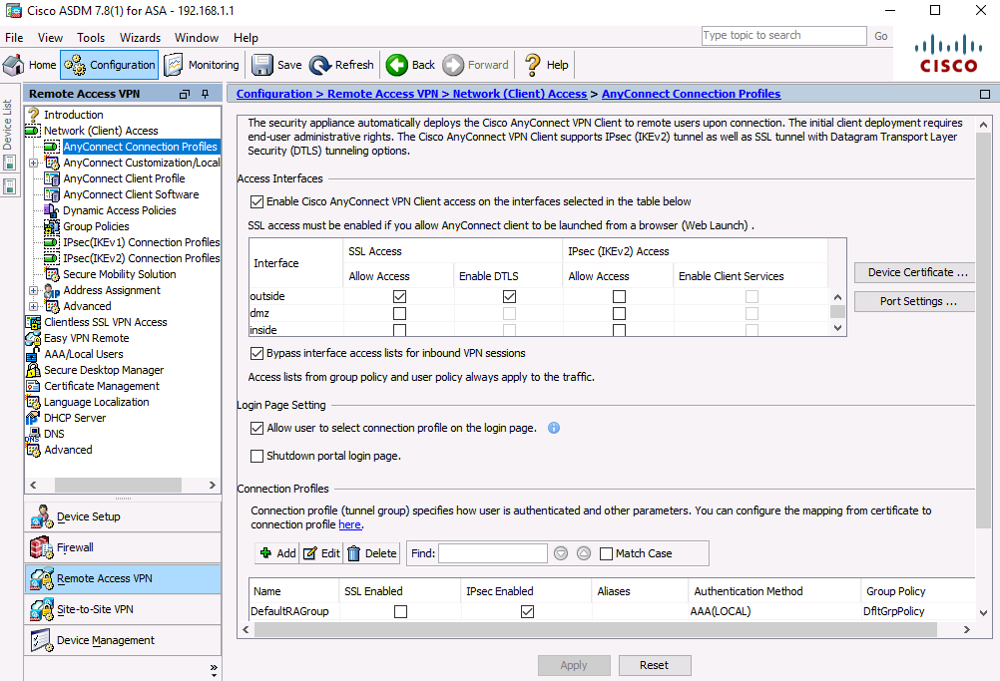 Cisco ASDM 7.8(1) for ASA - 192.168.1.1
File View Tools Wizards Window Help
Type topic to search Go
Home Configuration Monitoring Save Refresh Back Forward Help
CISCO
Device List
Remote Access VPN
Introduction
Network (Client) Access
AnyConnect Connection Profiles
AnyConnect Customization/Local
AnyConnect Client Profile
AnyConnect Client Software
Dynamic Access Policies
Group Policies
IPsec(IKEv1) Connection Profiles
IPsec(IKEv2) Connection Profiles
Secure Mobility Solution
Address Assignment
Advanced
Clientless SSL VPN Access
Easy VPN Remote
AAA/Local Users
Secure Desktop Manager
Certificate Management
Language Localization
DHCP Server
DNS
Advanced
Device Setup
Firewall
Remote Access VPN
Site-to-Site VPN
Device Management
Configuration > Remote Access VPN > Network (Client) Access > AnyConnect Connection Profiles
The security appliance automatically deploys the Cisco AnyConnect VPN Client to remote users upon connection. The initial client deployment requires
end-user administrative rights. The Cisco AnyConnect VPN Client supports IPsec (IKEv2) tunnel as well as SSL tunnel with Datagram Transport Layer
Security (DTLS) tunneling options.
Access Interfaces
Enable Cisco AnyConnect VPN Client access on the interfaces selected in the table below
SSL access must be enabled if you allow AnyConnect client to be launched from a browser (Web Launch) .
Interface
SSL Access IPsec (IKEv2) Access
Allow Access Enable DTLS Allow Access Enable Client Services
outside
dmz
inside
Device Certificate ...
Port Settings ...
Bypass interface access lists for inbound VPN sessions
Access lists from group policy and user policy always apply to the traffic.
Login Page Setting
Allow user to select connection profile on the login page.
Shutdown portal login page.
Connection Profiles
Connection profile (tunnel group) specifies how user is authenticated and other parameters. You can configure the mapping from certificate to
connection profile here.
Add Edit Delete Find: Match Case
Name SSL Enabled IPsec Enabled Aliases Authentication Method Group Policy
DefaultRAGroup AAA(LOCAL) DfltGrpPolicy
Apply Reset